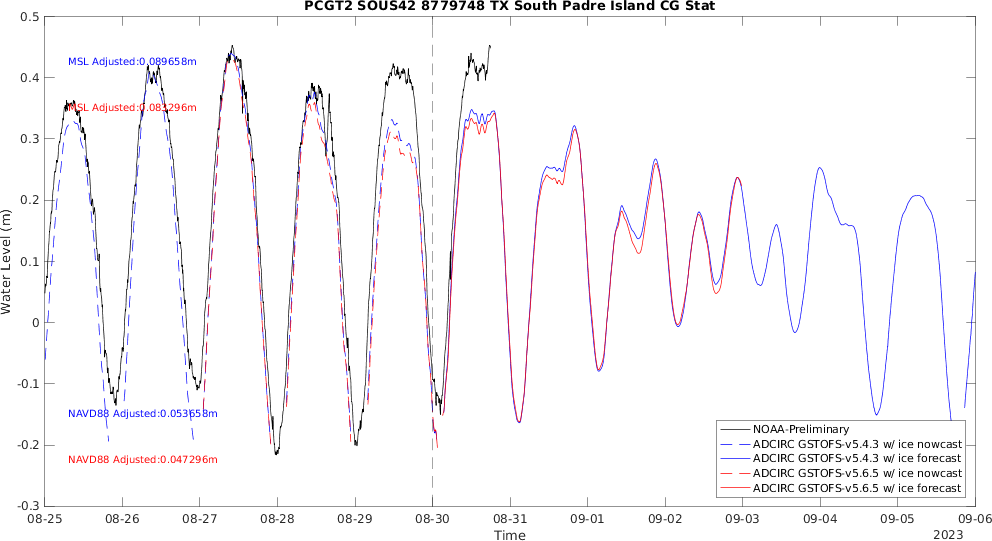 PCGT2 SOUS42 8779748 TX South Padre Island CG Stat
0.5
0.4
0.3
0.2
0.1
0
-0.1
-0.2
-0.3
Water Level (m)
MSL Adjusted:0.089658m
MSL Adjusted:0.083296m
NAVD88 Adjusted:0.053658m
NAVD88 Adjusted:0.047296m
NOAA-Preliminary
ADCIRC GSTOFS-v5.4.3 w/ ice nowcast
ADCIRC GSTOFS-v5.4.3 w/ ice forecast
ADCIRC GSTOFS-v5.6.5 w/ ice nowcast
ADCIRC GSTOFS-v5.6.5 w/ ice forecast
08-25 08-26 08-27 08-28 08-29 08-30 08-31 09-01 09-02 09-03 09-04 09-05 09-06
Time
2023